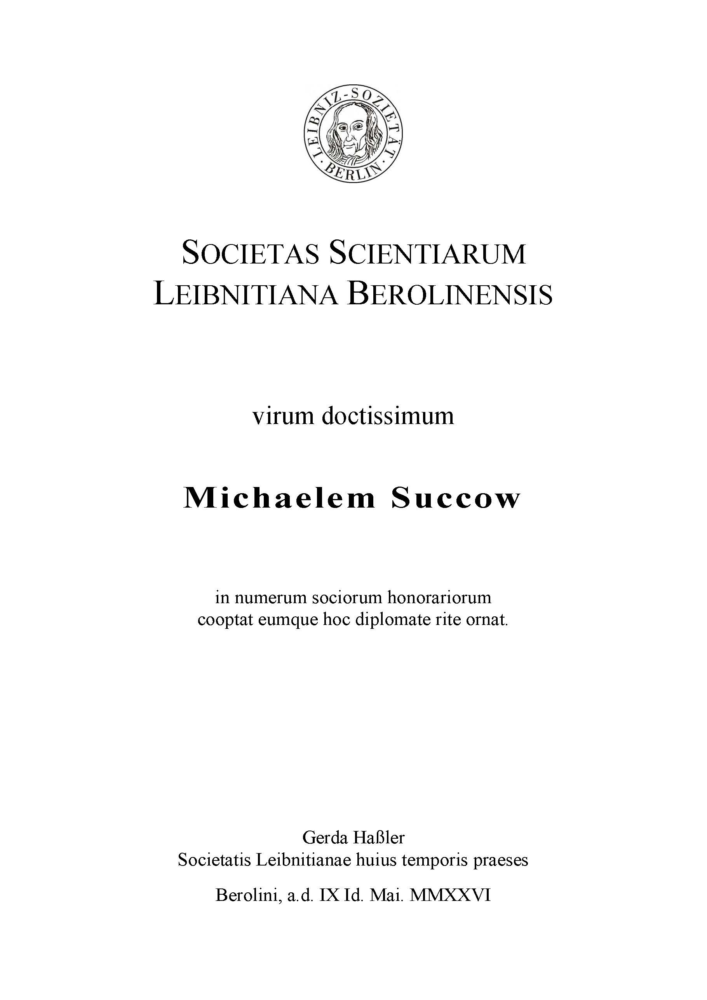 LEIBNIZ-SOZIETÄT
· BERLIN ·
SOCIETAS SCIENTIARUM
LEIBNITIANA BEROLINENSIS
virum doctissimum
Michaelem Succow
in numerum sociorum honorariorum
cooptat eumque hoc diplomate rite ornat.
Gerda Haßler
Societatis Leibnitianae huius temporis praeses
Berolini, a.d. IX Id. Mai. MMXXVI